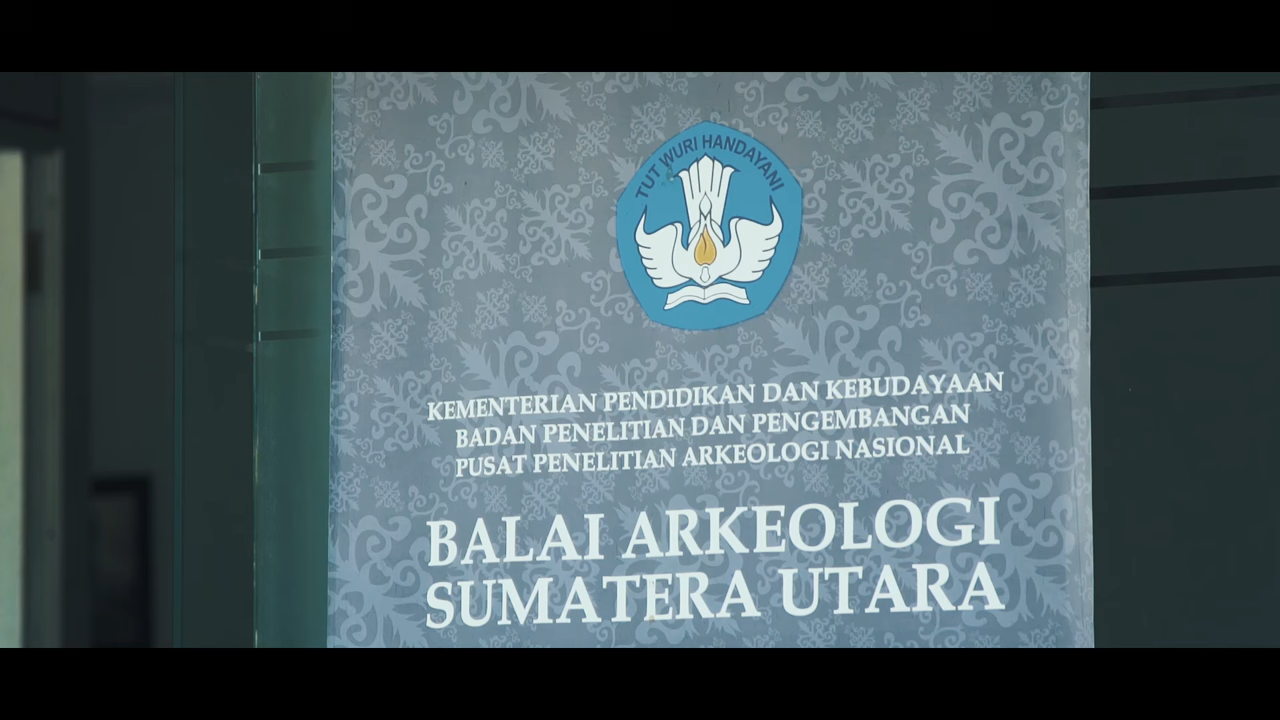 TUT WURI HANDAYANI
KEMENTERIAN PENDIDIKAN DAN KEBUDAYAAN
BADAN PENELITIAN DAN PENGEMBANGAN
PUSAT PENELITIAN ARKEOLOGI NASIONAL
BALAI ARKEOLOGI
SUMATERA UTARA